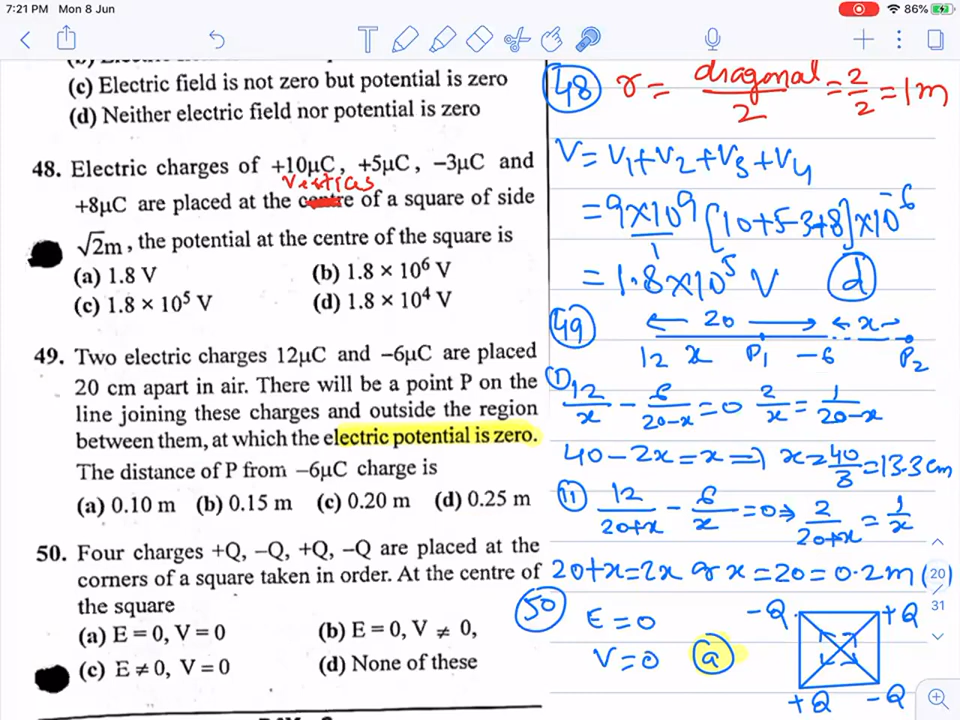 7:21 PM Mon 8 Jun
86%
(c) Electric field is not zero but potential is zero
(d) Neither electric field nor potential is zero
48. Electric charges of +10μC, +5μC, −3μC and
vertices
+8μC are placed at the centre of a square of side
√2m, the potential at the centre of the square is
(a) 1.8 V (b) 1.8 × 10⁶ V
(c) 1.8 × 10⁵ V (d) 1.8 × 10⁴ V
49. Two electric charges 12μC and −6μC are placed
20 cm apart in air. There will be a point P on the
line joining these charges and outside the region
between them, at which the electric potential is zero.
The distance of P from −6μC charge is
(a) 0.10 m (b) 0.15 m (c) 0.20 m (d) 0.25 m
50. Four charges +Q, −Q, +Q, −Q are placed at the
corners of a square taken in order. At the centre of
the square
(a) E = 0, V = 0 (b) E = 0, V ≠ 0,
(c) E ≠ 0, V = 0 (d) None of these
48 r = diagonal/2 = 2/2 = 1m
V = V1 + V2 + V3 + V4
= 9×10⁹/1 [10+5-3+8]×10⁻⁶
= 1.8×10⁵ V (d)
49 20 x
12 x P1 -6 P2
(I) 12/x - 6/20-x = 0 2/x = 1/20-x
40 - 2x = x => x = 40/3 = 13.3 cm
(II) 12/20+x - 6/x = 0 => 2/20+x = 1/x
20+x = 2x or x = 20 = 0.2m (20)
31
50 E = 0
V = 0 (a)
-Q +Q
+Q -Q